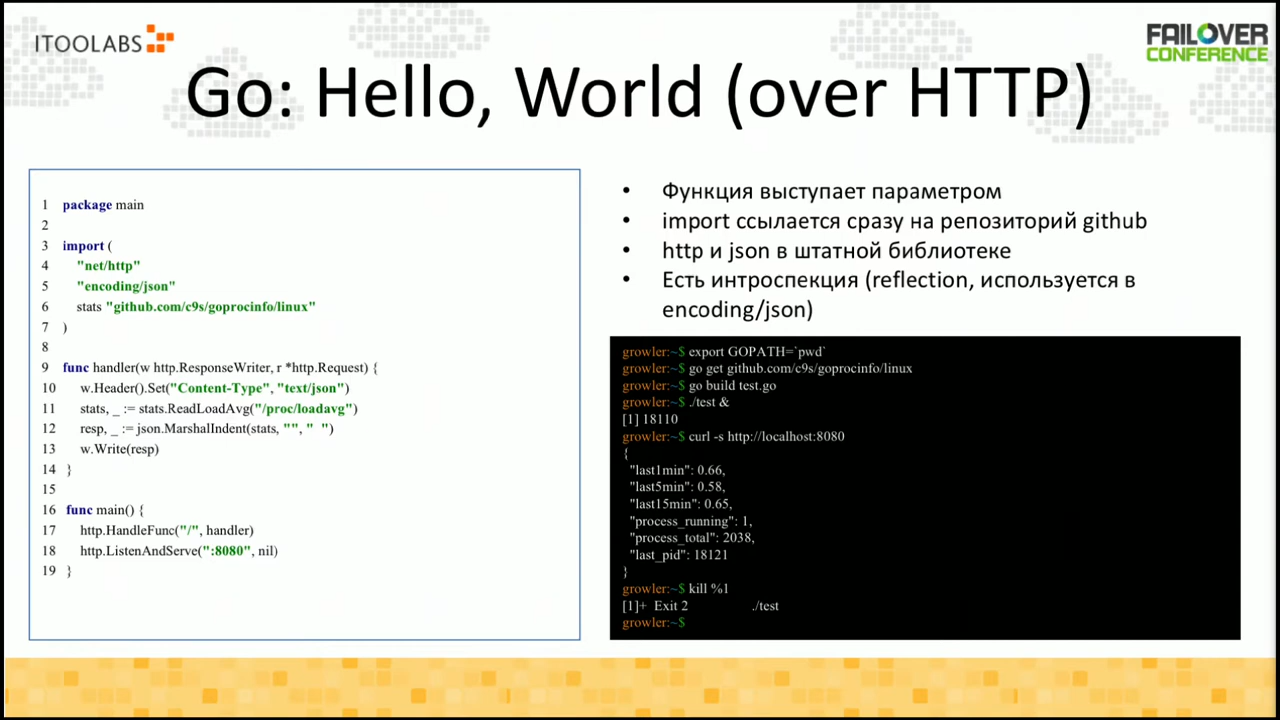 ITOOLABS
FAILOVER
CONFERENCE
Go: Hello, World (over HTTP)
1 package main
2
3 import (
4 "net/http"
5 "encoding/json"
6 stats "github.com/c9s/goprocinfo/linux"
7 )
8
9 func handler(w http.ResponseWriter, r *http.Request) {
10 w.Header().Set("Content-Type", "text/json")
11 stats, _ := stats.ReadLoadAvg("/proc/loadavg")
12 resp, _ := json.MarshalIndent(stats, "", "  ")
13 w.Write(resp)
14 }
15
16 func main() {
17 http.HandleFunc("/", handler)
18 http.ListenAndServe(":8080", nil)
19 }
• Функция выступает параметром
• import ссылается сразу на репозиторий github
• http и json в штатной библиотеке
• Есть интроспекция (reflection, используется в
encoding/json)
growler:~$ export GOPATH=`pwd`
growler:~$ go get github.com/c9s/goprocinfo/linux
growler:~$ go build test.go
growler:~$ ./test &
[1] 18110
growler:~$ curl -s http://localhost:8080
{
"last1min": 0.66,
"last5min": 0.58,
"last15min": 0.65,
"process_running": 1,
"process_total": 2038,
"last_pid": 18121
}
growler:~$ kill %1
[1]+ Exit 2 ./test
growler:~$